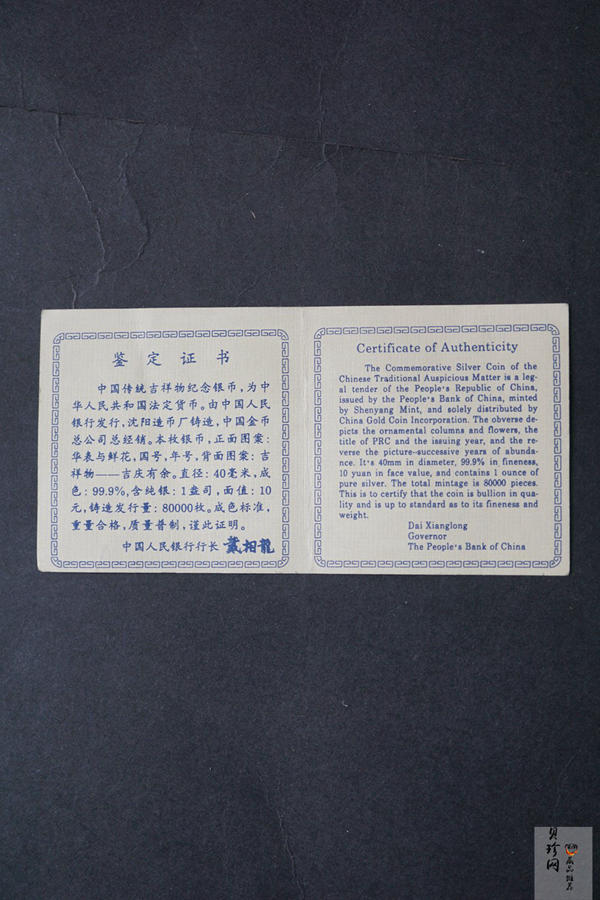 鉴定证书
中国传统吉祥物纪念银币，为中
华人民共和国法定货币。由中国人民
银行发行，沈阳造币厂铸造，中国金币
总公司总经销。本枚银币，正面图案：
华表与鲜花，国号，年号，背面图案：吉
祥物——吉庆有余。直径：40毫米，成
色：99.9%，含纯银：1盎司，面值：10
元，铸造发行量：80000枚。成色标准，
重量合格，质量普制，谨此证明。
中国人民银行行长 戴相龍
Certificate of Authenticity
The Commemorative Silver Coin of the
Chinese Traditional Auspicious Matter is a leg-
al tender of the People's Republic of China,
issued by the People's Bank of China, minted
by Shenyang Mint, and solely distributed by
China Gold Coin Incorporation. The obverse de-
picts the ornamental columns and flowers, the
title of PRC and the issuing year, and the re-
verse the picture-successive years of abunda-
nce. It's 40mm in diameter, 99.9% in fineness,
10 yuan in face value, and contains 1 ounce of
pure silver. The total mintage is 80000 pieces.
This is to certify that the coin is bullion in qua-
lity and is up to standard as to its fineness and
weight.
Dai Xianglong
Governor
The People's Bank of China
贝珍网